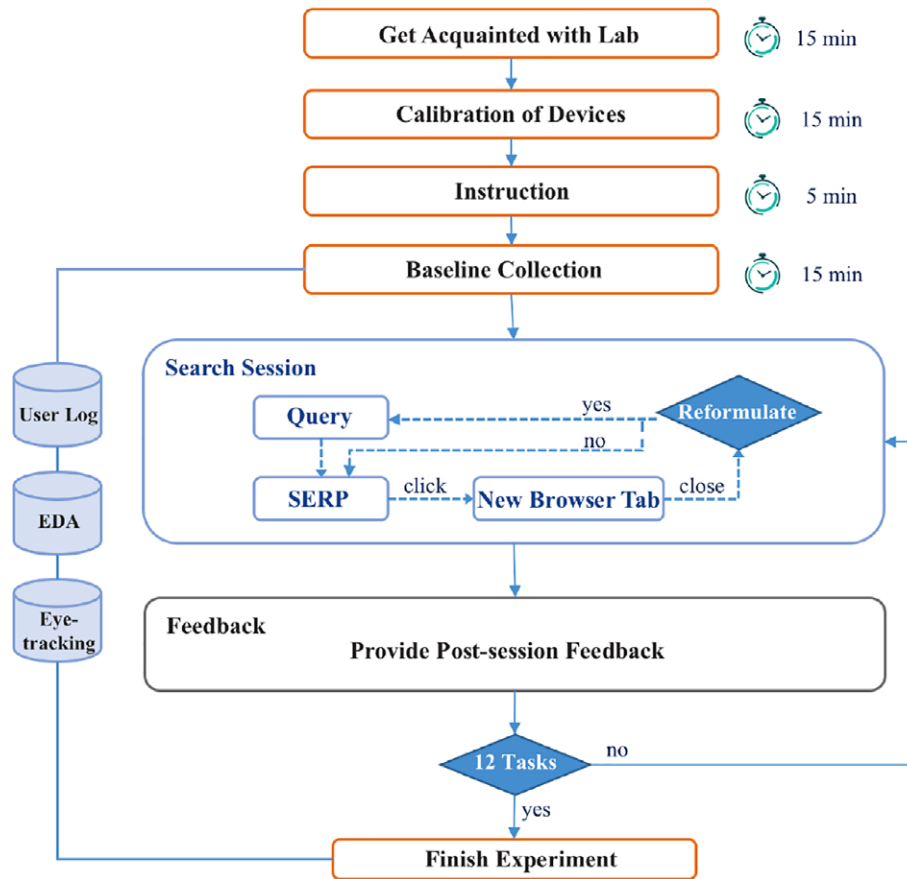 Get Acquainted with Lab
15 min
Calibration of Devices
15 min
Instruction
5 min
Baseline Collection
15 min
Search Session
Query
yes
Reformulate
no
SERP
click
New Browser Tab
close
User Log
EDA
Eye-
tracking
Feedback
Provide Post-session Feedback
12 Tasks
no
yes
Finish Experiment